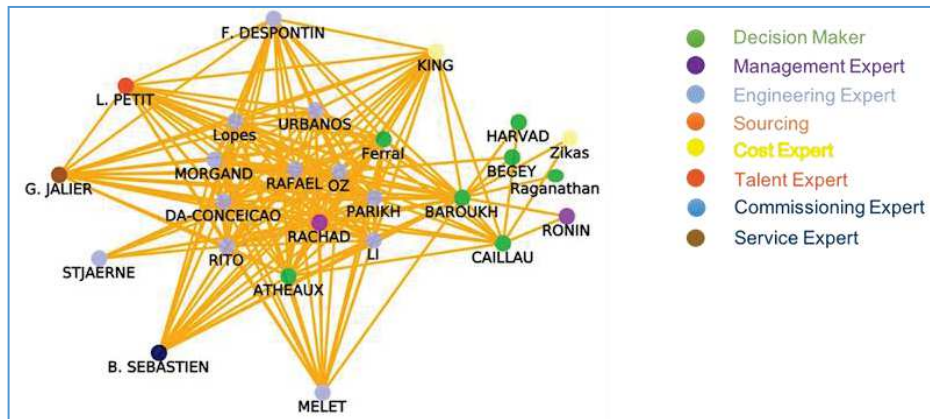 F. DESPONTIN
KING
L. PETIT
Lopes
URBANOS
HARVAD
Ferral
Zikas
MORGAND
BEGEY
G. JALIER
RAFAEL
OZ
Raganathan
DA-CONCEICAO
PARIKH
BAROUKH
RACHAD
RONIN
RITO
LI
CAILLAU
STJAERNE
ATHEAUX
B. SEBASTIEN
MELET
Decision Maker
Management Expert
Engineering Expert
Sourcing
Cost Expert
Talent Expert
Commissioning Expert
Service Expert